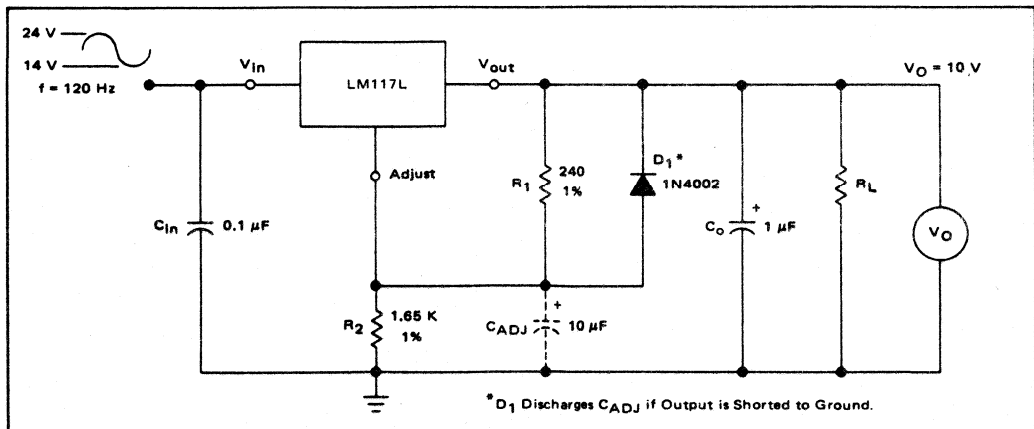 24 V
14 V
f = 120 Hz
Vin
LM117L
Vout
VO = 10 V
Adjust
R1
240
1%
D1*
1N4002
Cin
0.1 µF
Co
+
1 µF
RL
VO
R2
1.65 K
1%
CADJ
+
10 µF
*D1 Discharges CADJ if Output is Shorted to Ground.